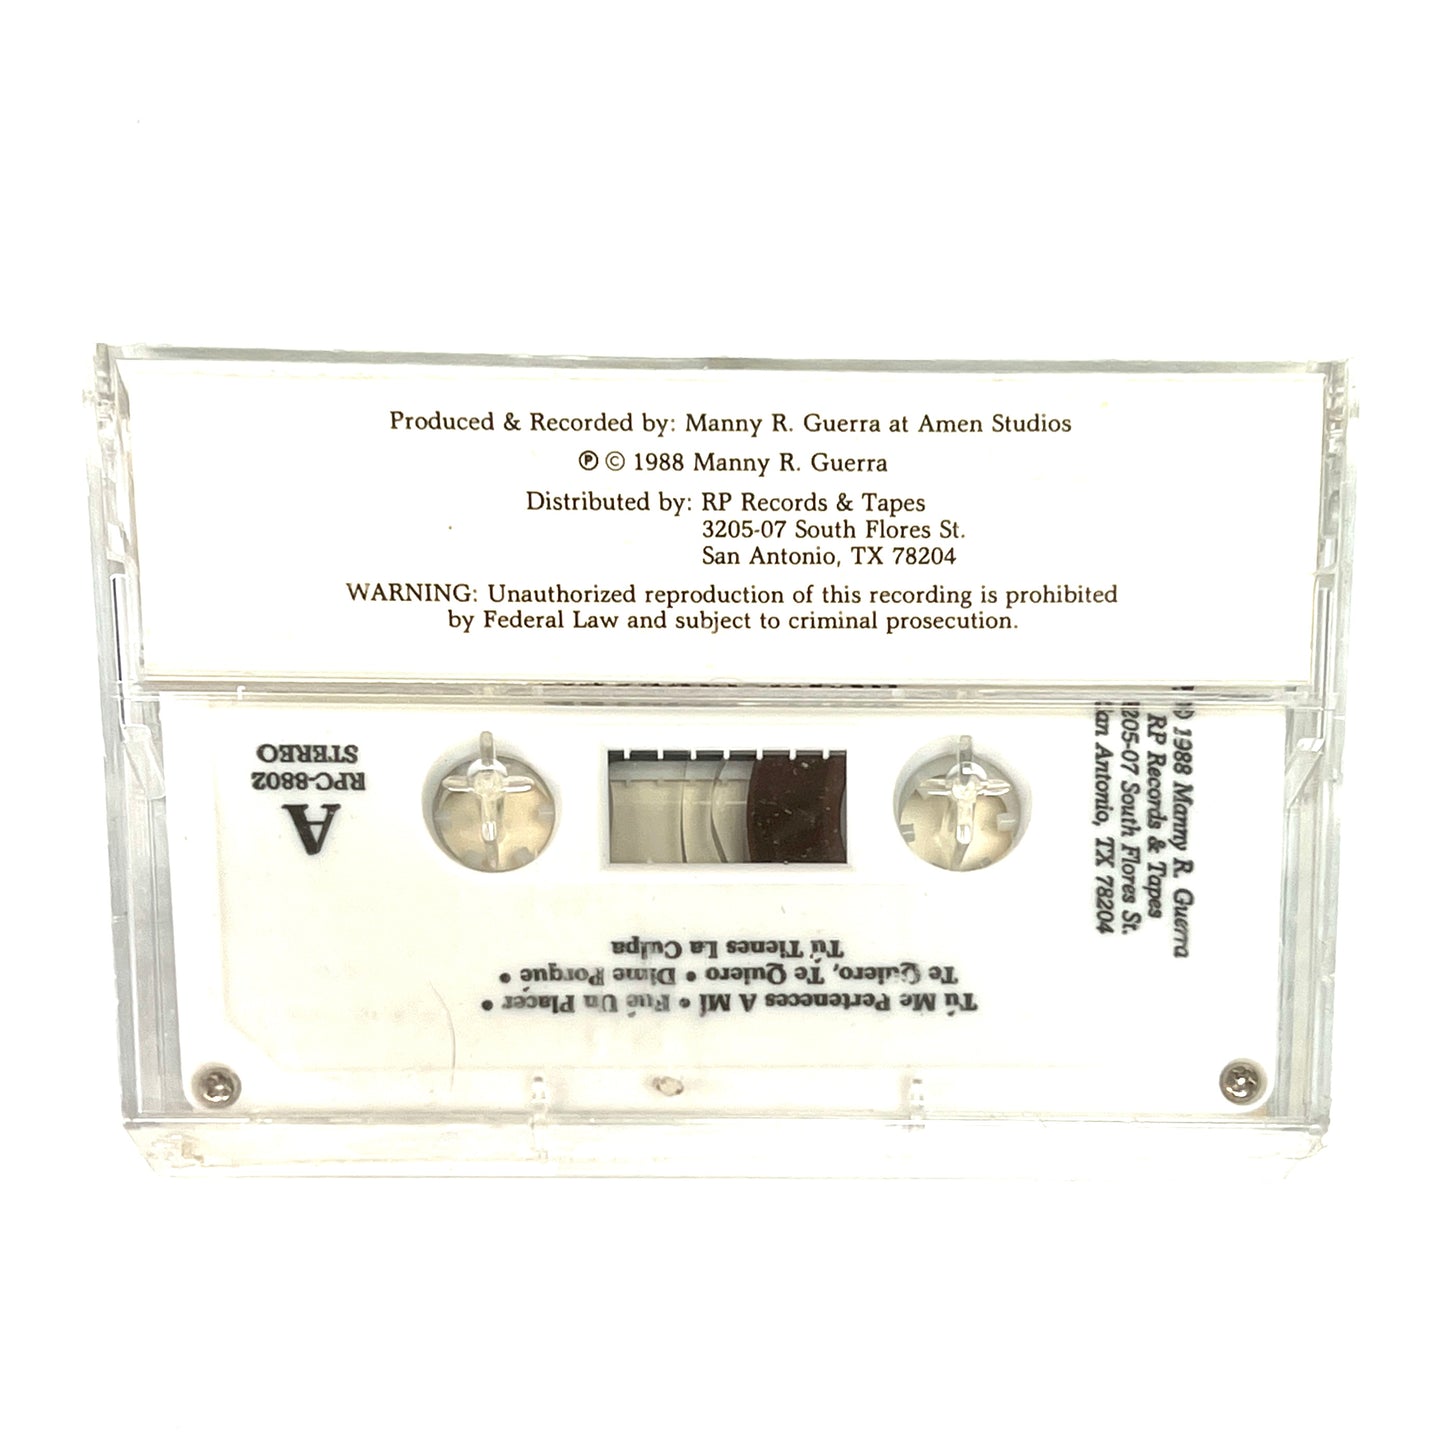 Produced & Recorded by: Manny R. Guerra at Amen Studios
℗ © 1988 Manny R. Guerra
Distributed by: RP Records & Tapes
3205-07 South Flores St.
San Antonio, TX 78204
WARNING: Unauthorized reproduction of this recording is prohibited
by Federal Law and subject to criminal prosecution.
A
RPC-8802
STEREO
1988 Manny R. Guerra
RP Records & Tapes
205-07 South Flores St.
an Antonio, TX 78204
Tú Me Perteneces A Mí • Fué Un Placer •
Te Quiero, Te Quiero • Dime Porque •
Tú Tienes La Culpa